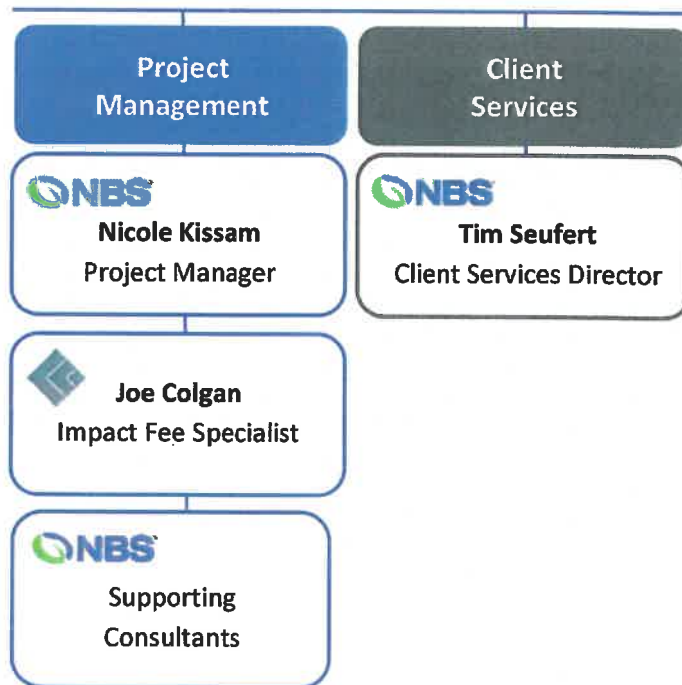 Project
Management
NBS
Nicole Kissam
Project Manager
Joe Colgan
Impact Fee Specialist
NBS
Supporting
Consultants
Client
Services
NBS
Tim Seufert
Client Services Director